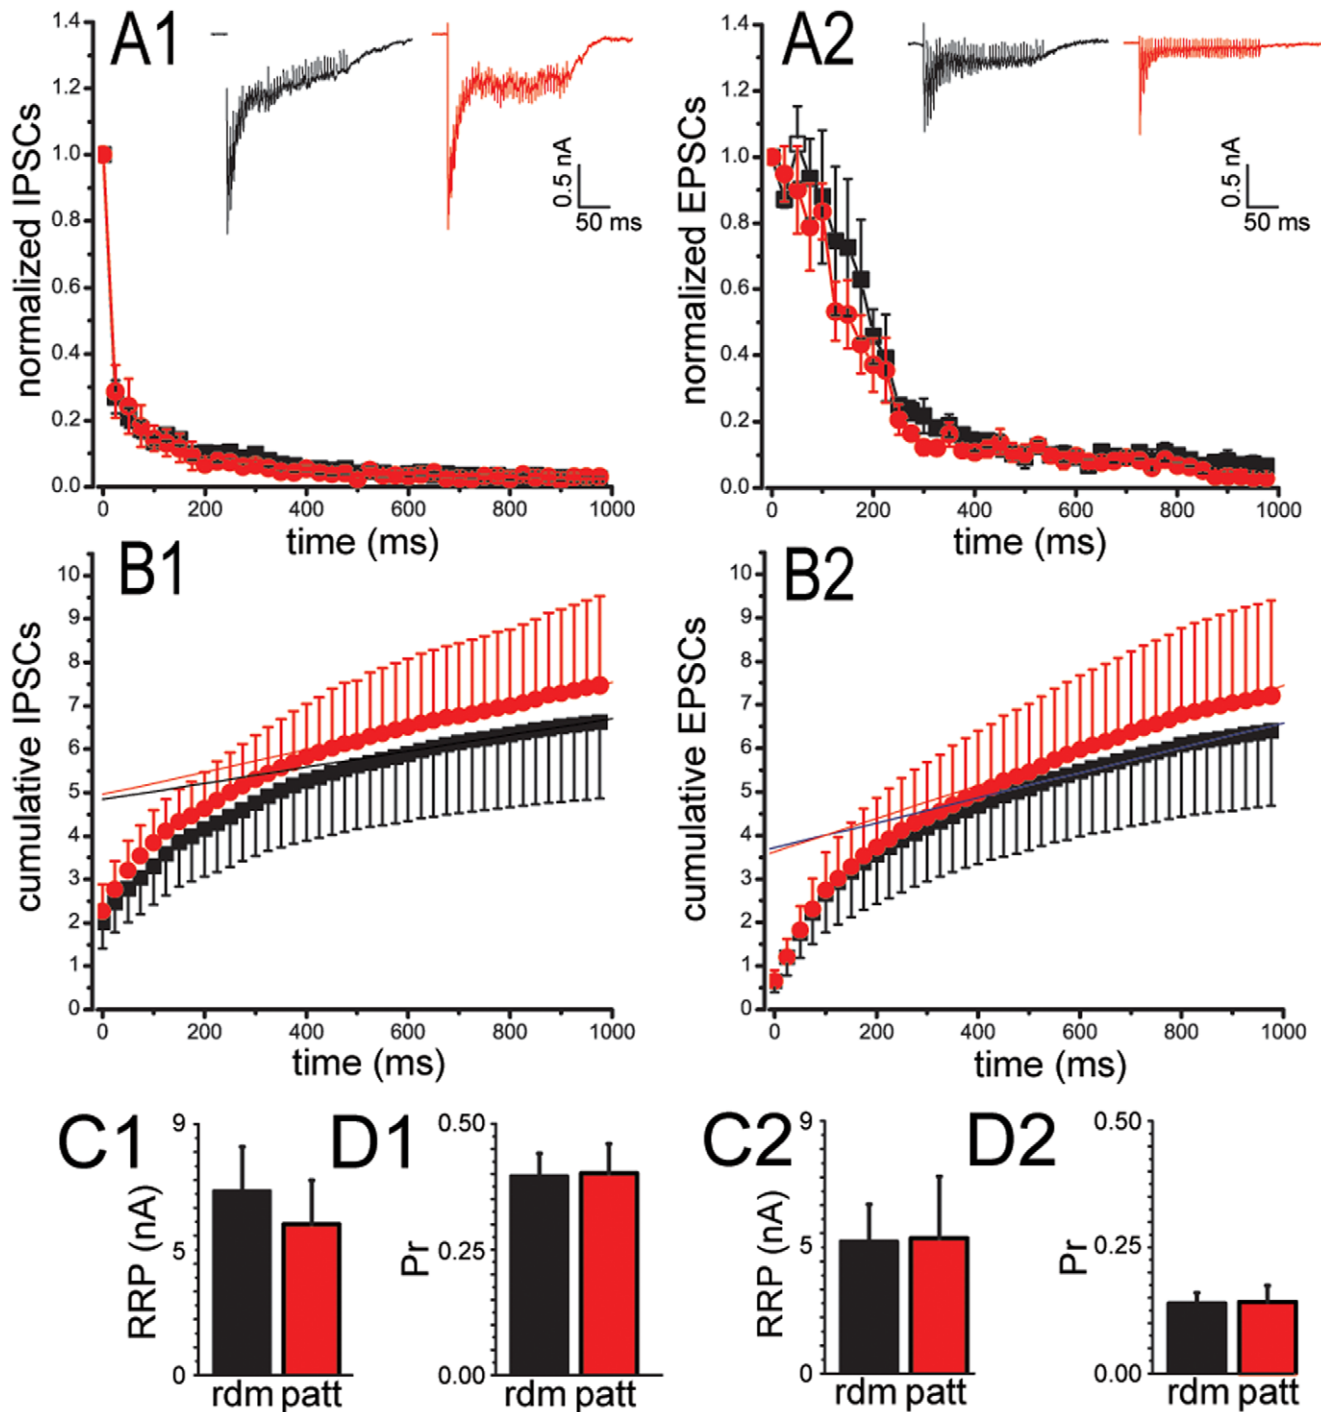 A1
1.4
1.2
1.0
0.8
0.6
0.4
0.2
0.0
normalized IPSCs
0.5 nA
50 ms
0 200 400 600 800 1000
time (ms)
A2
1.4
1.2
1.0
0.8
0.6
0.4
0.2
0.0
normalized EPSCs
0.5 nA
50 ms
0 200 400 600 800 1000
time (ms)
B1
10
9
8
7
6
5
4
3
2
1
0
cumulative IPSCs
0 200 400 600 800 1000
time (ms)
B2
10
9
8
7
6
5
4
3
2
1
0
cumulative EPSCs
0 200 400 600 800 1000
time (ms)
C1
9
5
0
RRP (nA)
rdm patt
D1
0.50
0.25
0.00
Pr
rdm patt
C2
9
5
0
RRP (nA)
rdm patt
D2
0.50
0.25
0.00
Pr
rdm patt